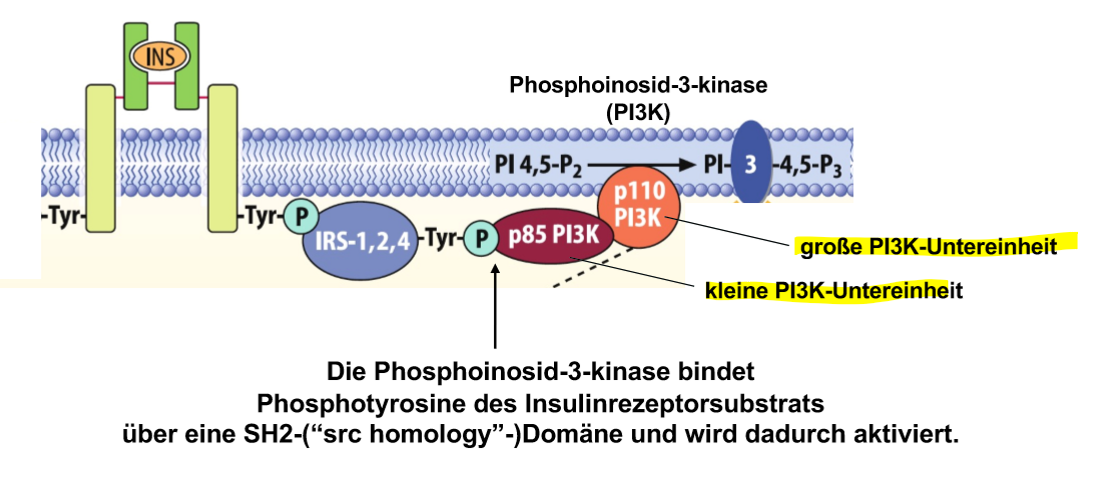 INS
Phosphoinosid-3-kinase
(PI3K)
PI 4,5-P2 PI- 3 -4,5-P3
p110
PI3K
-Tyr- -Tyr- P IRS-1,2,4 -Tyr- P p85 PI3K
große PI3K-Untereinheit
kleine PI3K-Untereinheit
Die Phosphoinosid-3-kinase bindet
Phosphotyrosine des Insulinrezeptorsubstrats
über eine SH2-(“src homology”-)Domäne und wird dadurch aktiviert.